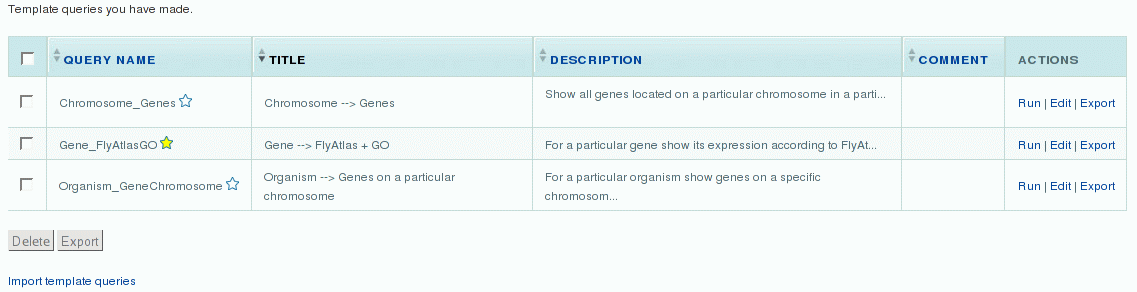 Template queries you have made.
QUERY NAME TITLE DESCRIPTION COMMENT ACTIONS
Chromosome_Genes Chromosome --> Genes Show all genes located on a particular chromosome in a parti... Run | Edit | Export
Gene_FlyAtlasGO Gene --> FlyAtlas + GO For a particular gene show its expression according to FlyAt... Run | Edit | Export
Organism_GeneChromosome Organism --> Genes on a particular
chromosome For a particular organism show genes on a specific
chromosom... Run | Edit | Export
Delete Export
Import template queries